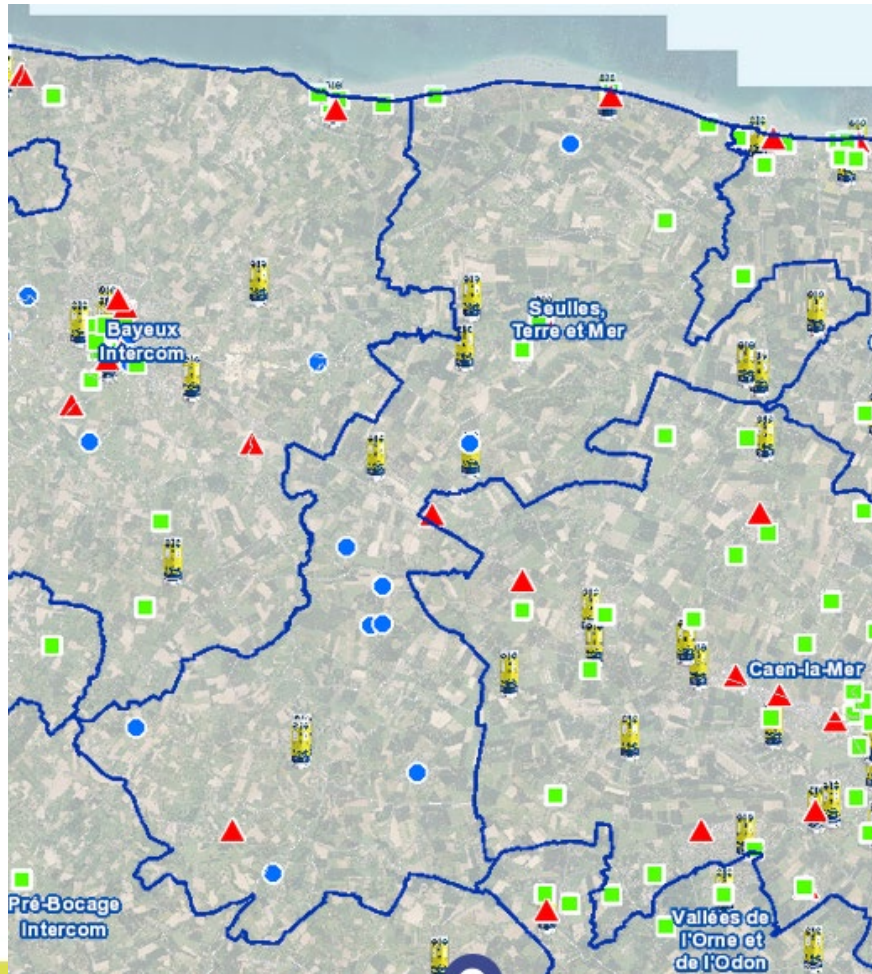 Seulles,
Terre et Mer
Bayeux
Intercom
Caen-la-Mer
Pré-Bocage
Intercom
Vallées de
l'Orne et
de l'Odon